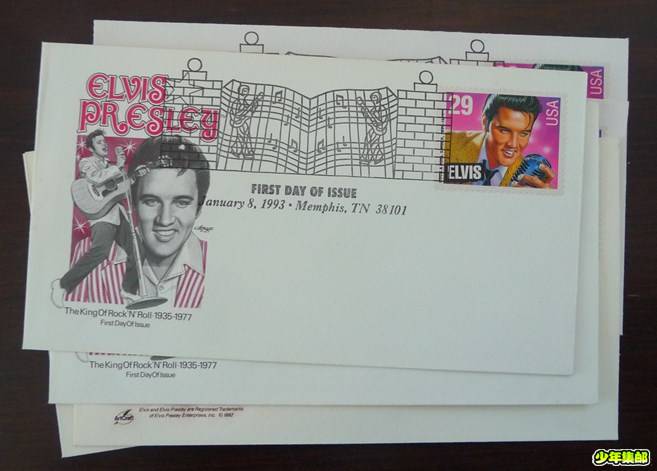 USA
ELVIS
PRESLEY
29
USA
ELVIS
FIRST DAY OF ISSUE
January 8, 1993 • Memphis, TN 38101
The King Of Rock 'N' Roll · 1935-1977
First Day Of Issue
The King Of Rock 'N' Roll · 1935-1977
First Day Of Issue
ArtCraft
Elvis and Elvis Presley are Registered Trademarks
of Elvis Presley Enterprises, Inc. © 1992
少年集邮